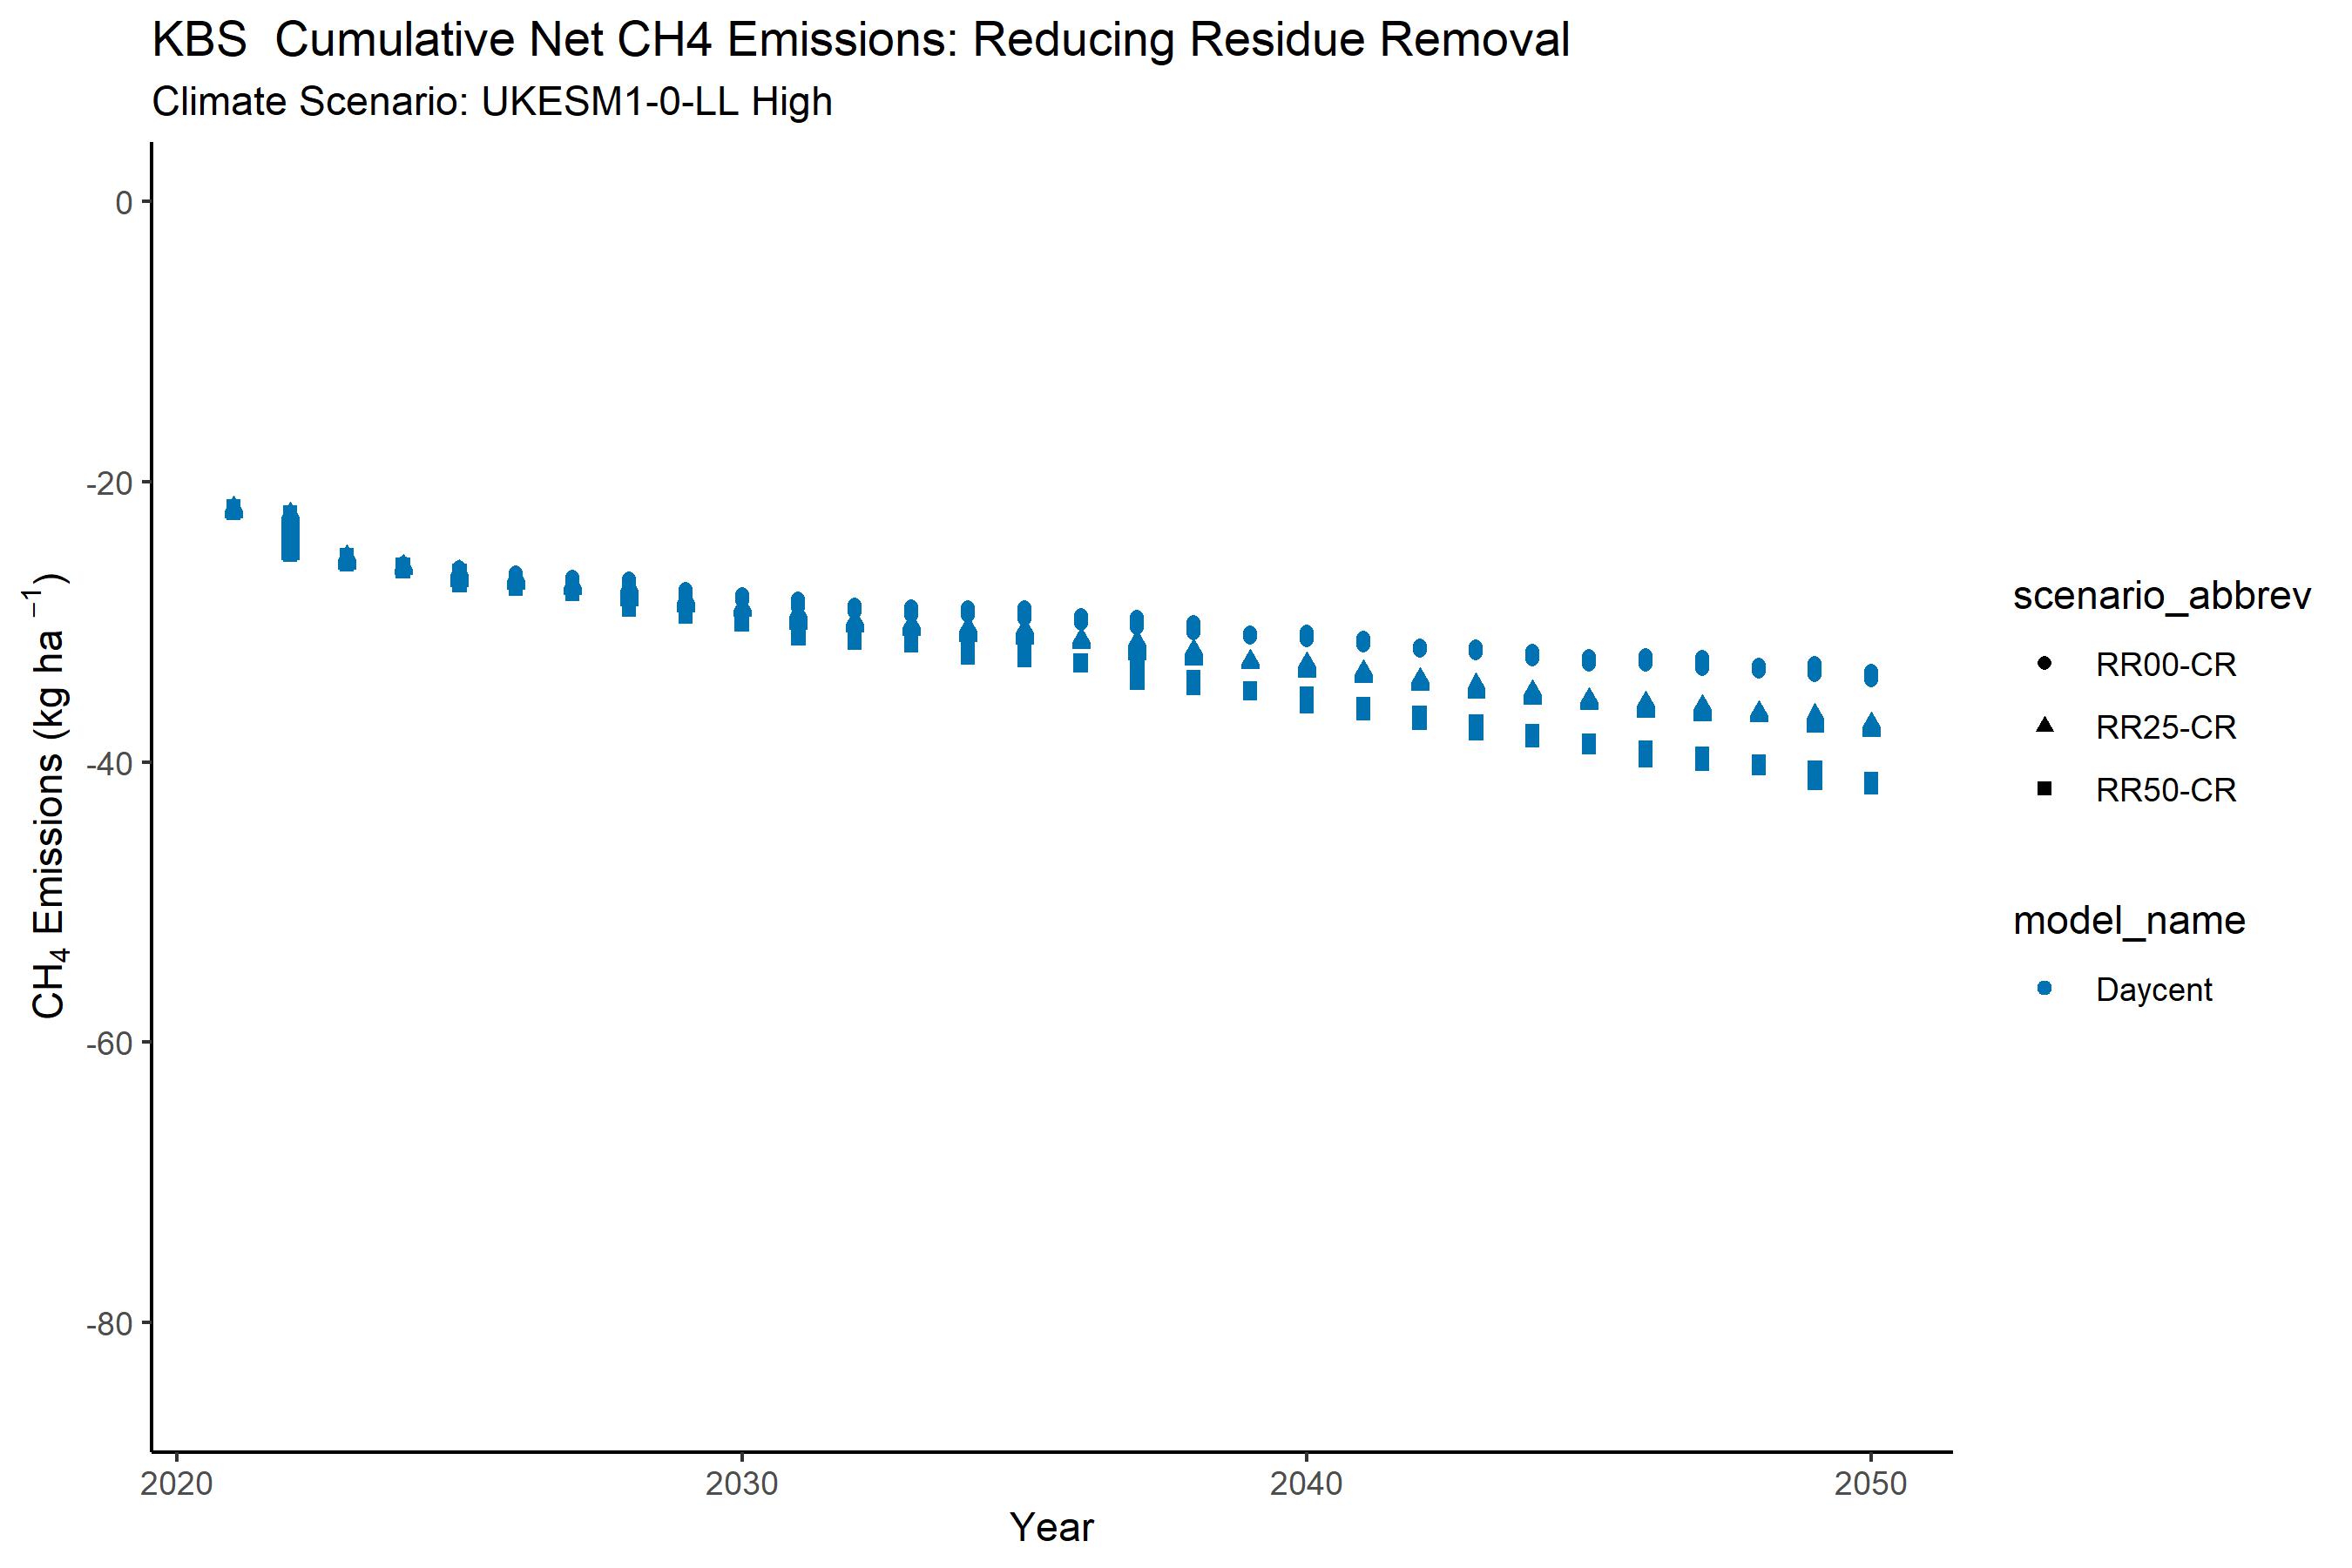 KBS  Cumulative Net CH4 Emissions: Reducing Residue Removal
Climate Scenario: UKESM1-0-LL High
0
-20
-40
-60
-80
CH₄ Emissions (kg ha ⁻¹)
2020 2030 2040 2050
Year
scenario_abbrev
RR00-CR
RR25-CR
RR50-CR
model_name
Daycent